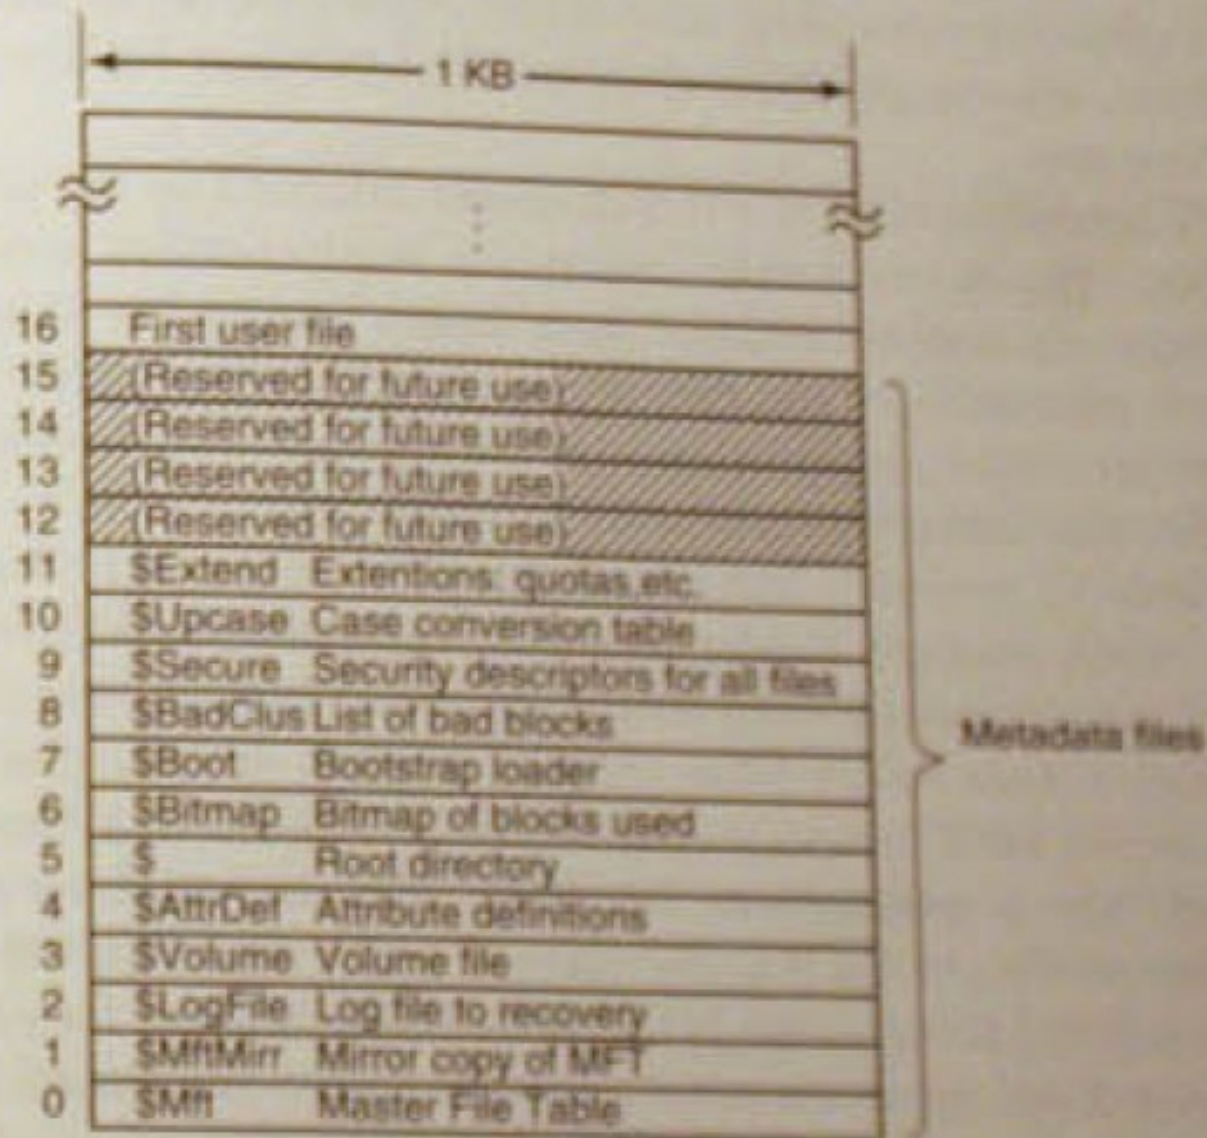 1 KB
16 First user file
15 (Reserved for future use)
14 (Reserved for future use)
13 (Reserved for future use)
12 (Reserved for future use)
11 $Extend Extentions: quotas,etc.
10 $Upcase Case conversion table
9 $Secure Security descriptors for all files
8 $BadClus List of bad blocks
7 $Boot Bootstrap loader
6 $Bitmap Bitmap of blocks used
5 $ Root directory
4 $AttrDef Attribute definitions
3 $Volume Volume file
2 $LogFile Log file to recovery
1 $MftMirr Mirror copy of MFT
0 $Mft Master File Table
Metadata files